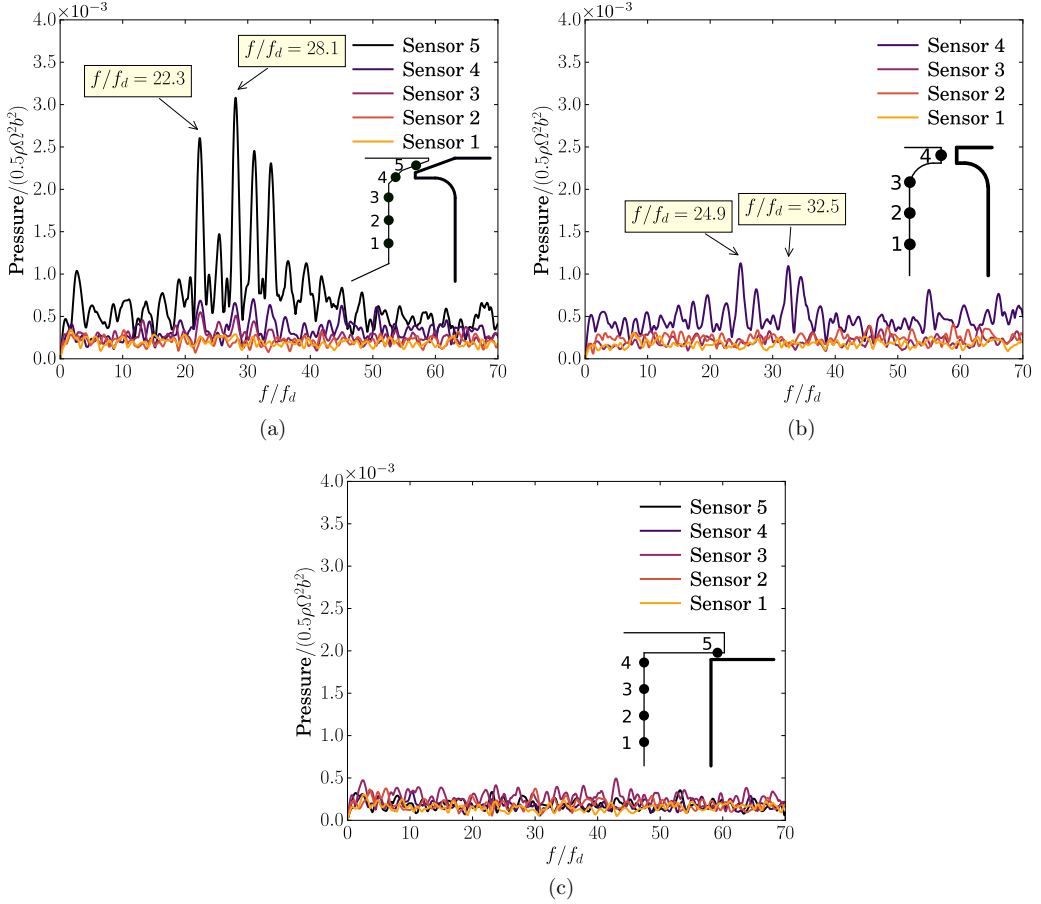 ×10⁻³
4.0
3.5
3.0
2.5
2.0
1.5
1.0
0.5
0.0
Pressure/(0.5ρΩ²b²)
f/f_d = 22.3
f/f_d = 28.1
Sensor 5
Sensor 4
Sensor 3
Sensor 2
Sensor 1
5
4
3
2
1
0 10 20 30 40 50 60 70
f/f_d
(a)
×10⁻³
4.0
3.5
3.0
2.5
2.0
1.5
1.0
0.5
0.0
Pressure/(0.5ρΩ²b²)
f/f_d = 24.9
f/f_d = 32.5
Sensor 4
Sensor 3
Sensor 2
Sensor 1
4
3
2
1
0 10 20 30 40 50 60 70
f/f_d
(b)
×10⁻³
4.0
3.5
3.0
2.5
2.0
1.5
1.0
0.5
0.0
Pressure/(0.5ρΩ²b²)
Sensor 5
Sensor 4
Sensor 3
Sensor 2
Sensor 1
5
4
3
2
1
0 10 20 30 40 50 60 70
f/f_d
(c)